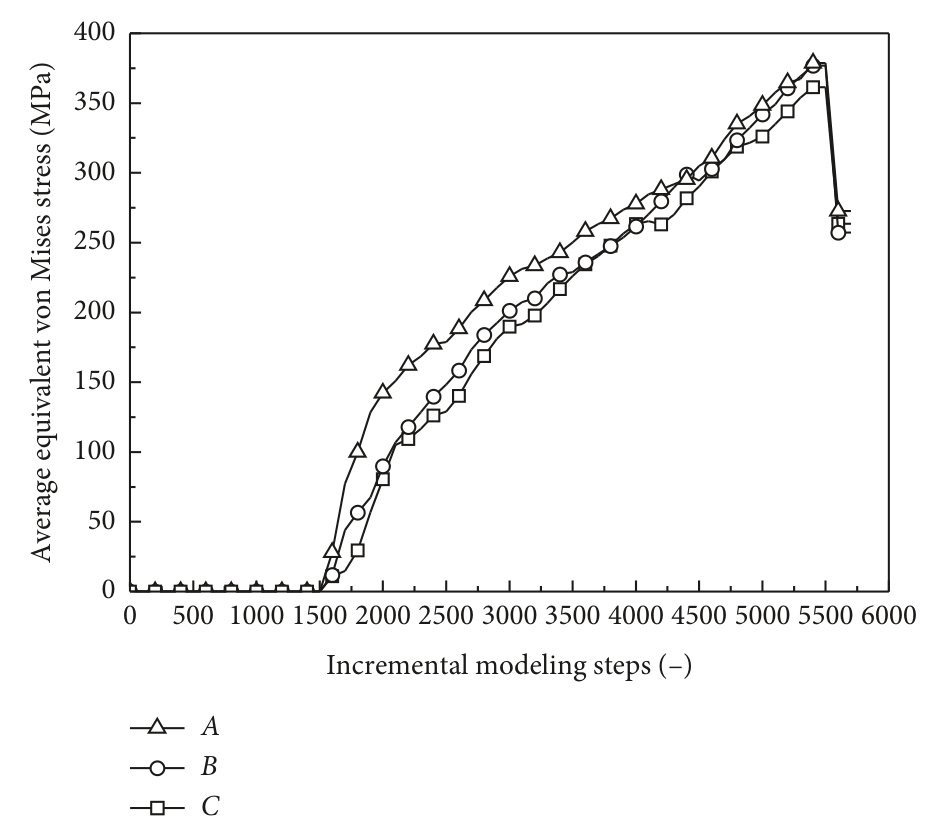 400
350
300
250
200
150
100
50
0
Average equivalent von Mises stress (MPa)
0 500 1000 1500 2000 2500 3000 3500 4000 4500 5000 5500 6000
Incremental modeling steps (–)
A
B
C